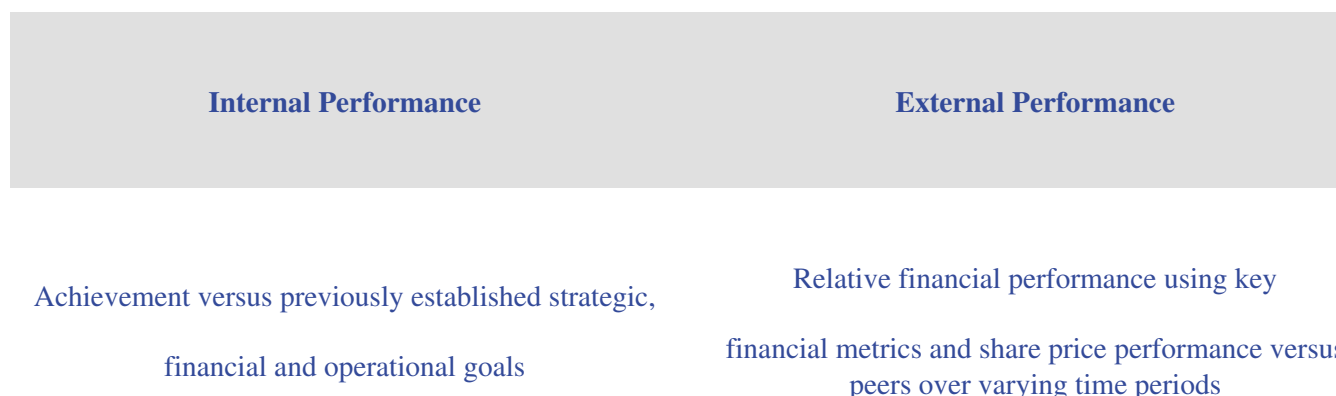 Internal Performance
External Performance
Achievement versus previously established strategic,
financial and operational goals
Relative financial performance using key
financial metrics and share price performance versus
peers over varying time periods